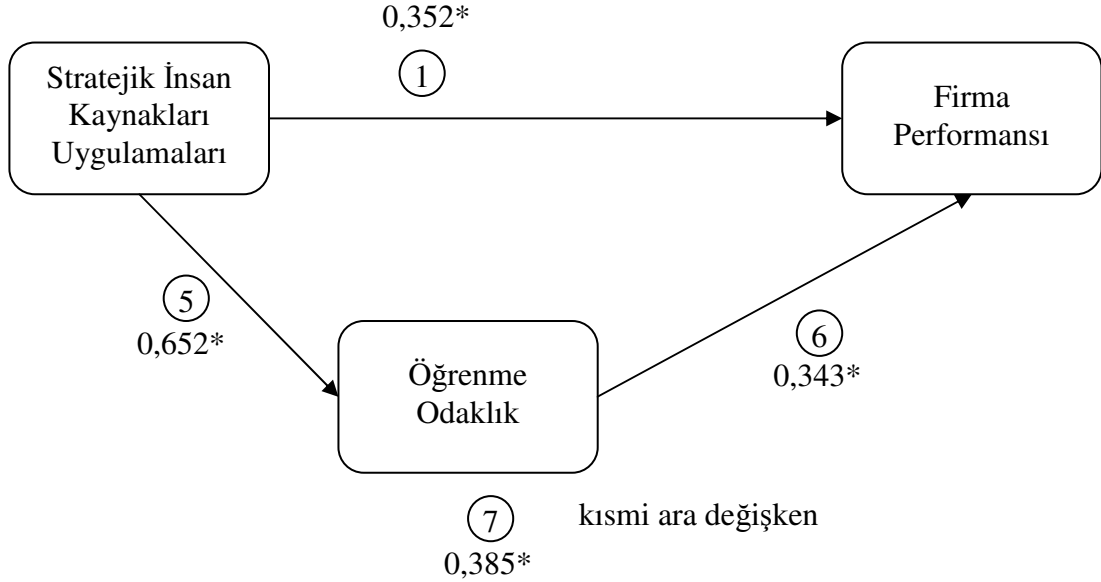 0,352*
1
Stratejik İnsan
Kaynakları
Uygulamaları
Firma
Performansı
5
0,652*
6
0,343*
Öğrenme
Odaklık
7
kısmi ara değişken
0,385*